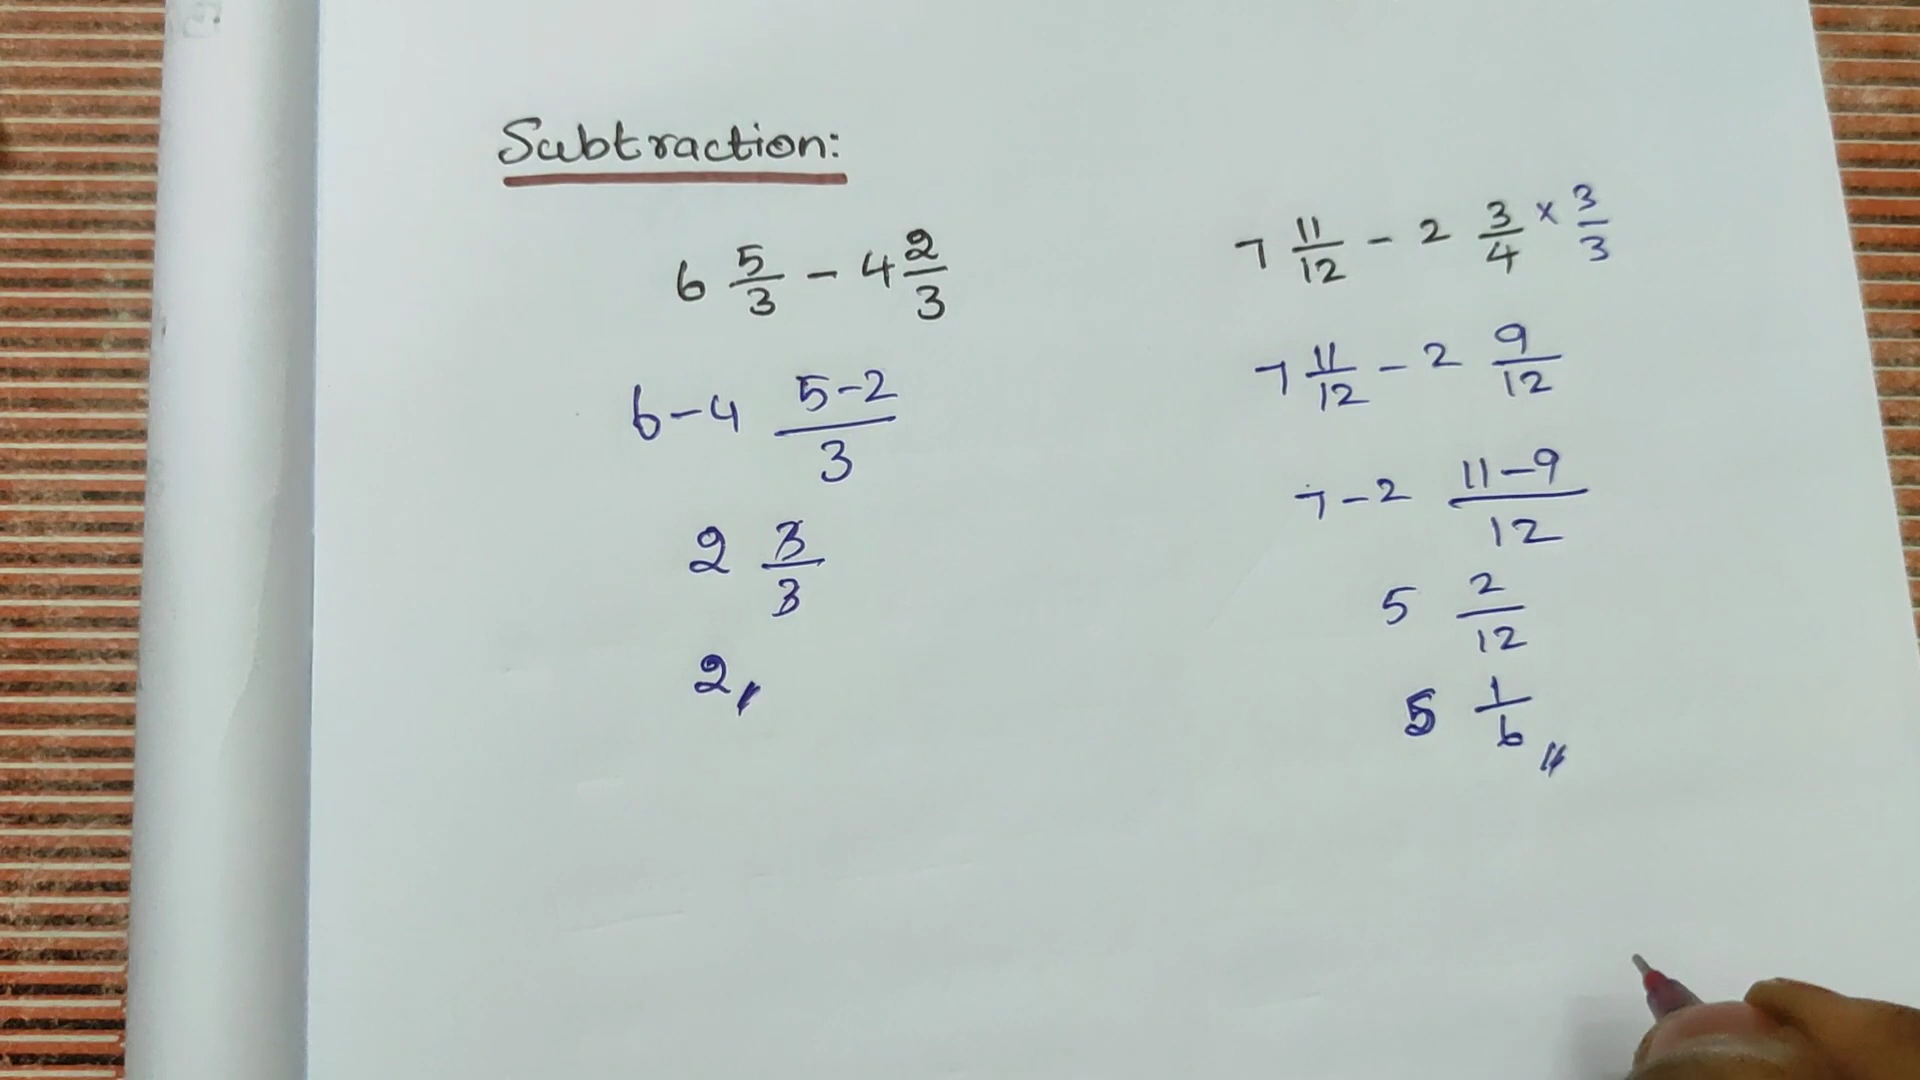 Subtraction:
6 5/3 - 4 2/3
6-4 5-2/3
2 3/3
2
7 11/12 - 2 3/4 × 3/3
7 11/12 - 2 9/12
7-2 11-9/12
5 2/12
5 1/6